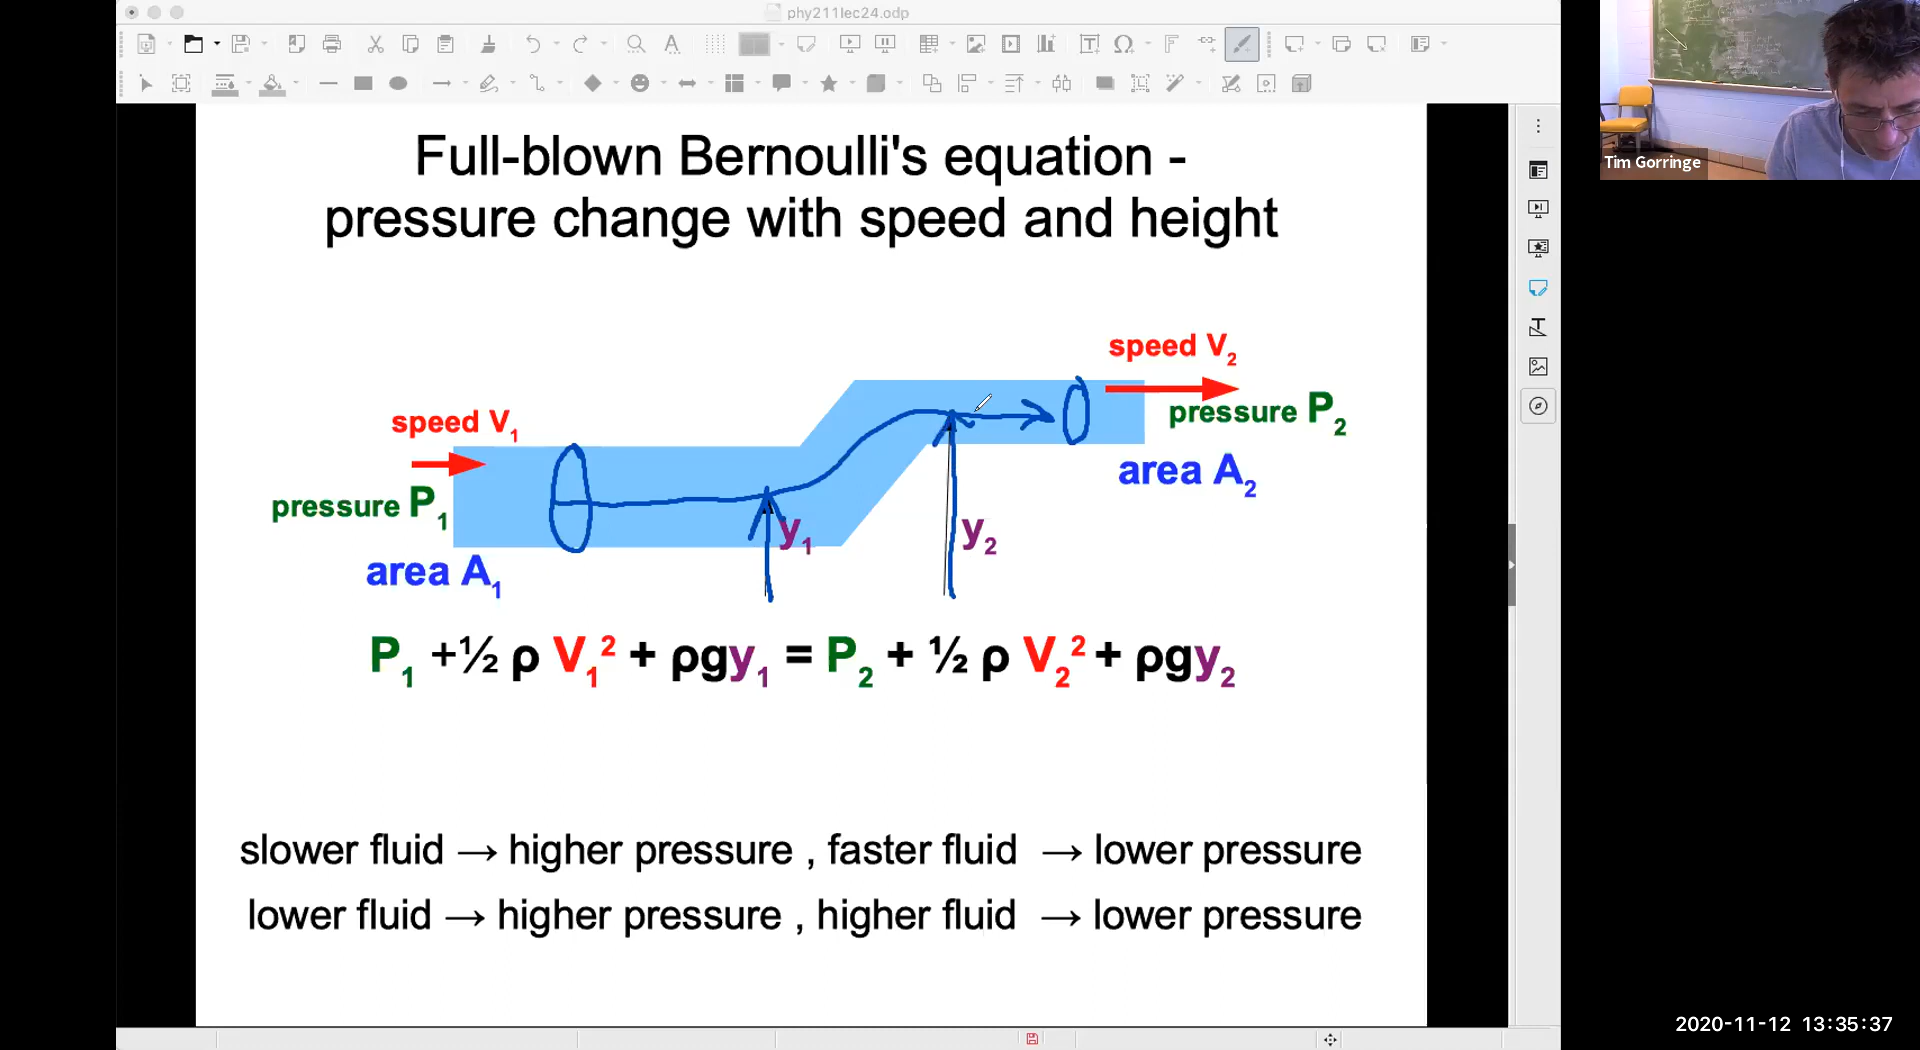 phy211lec24.odp
Tim Gorringe
Full-blown Bernoulli's equation -
pressure change with speed and height
speed V2
pressure P2
speed V1
area A2
pressure P1
y1
y2
area A1
P1 +½ ρ V1² + ρgy1 = P2 + ½ ρ V2² + ρgy2
slower fluid → higher pressure , faster fluid → lower pressure
lower fluid → higher pressure , higher fluid → lower pressure
2020-11-12 13:35:37